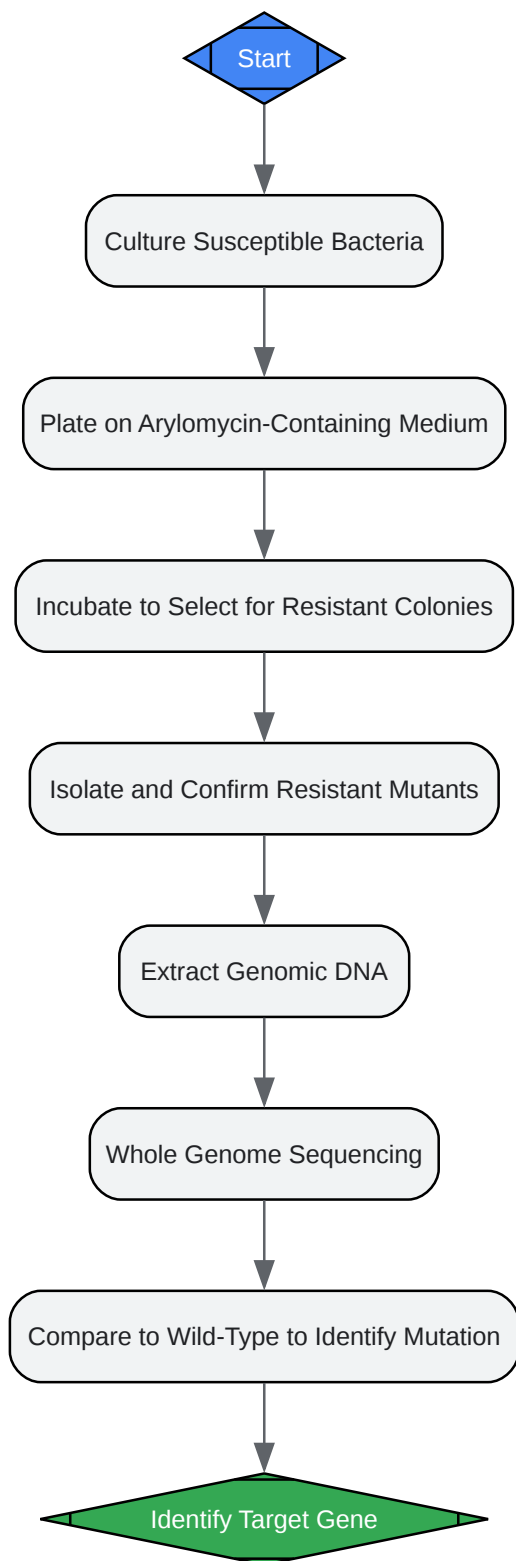 Start
Culture Susceptible Bacteria
Plate on Arylomycin-Containing Medium
Incubate to Select for Resistant Colonies
Isolate and Confirm Resistant Mutants
Extract Genomic DNA
Whole Genome Sequencing
Compare to Wild-Type to Identify Mutation
Identify Target Gene